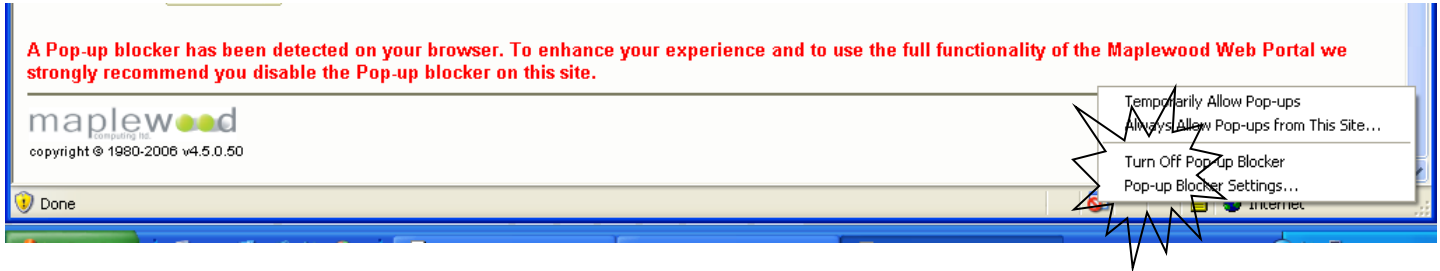 A Pop-up blocker has been detected on your browser. To enhance your experience and to use the full functionality of the Maplewood Web Portal we
strongly recommend you disable the Pop-up blocker on this site.
maplewood
computing ltd.
copyright © 1980-2006 v4.5.0.50
Temporarily Allow Pop-ups
Always Allow Pop-ups from This Site...
Turn Off Pop-up Blocker
Pop-up Blocker Settings...
Done
Internet